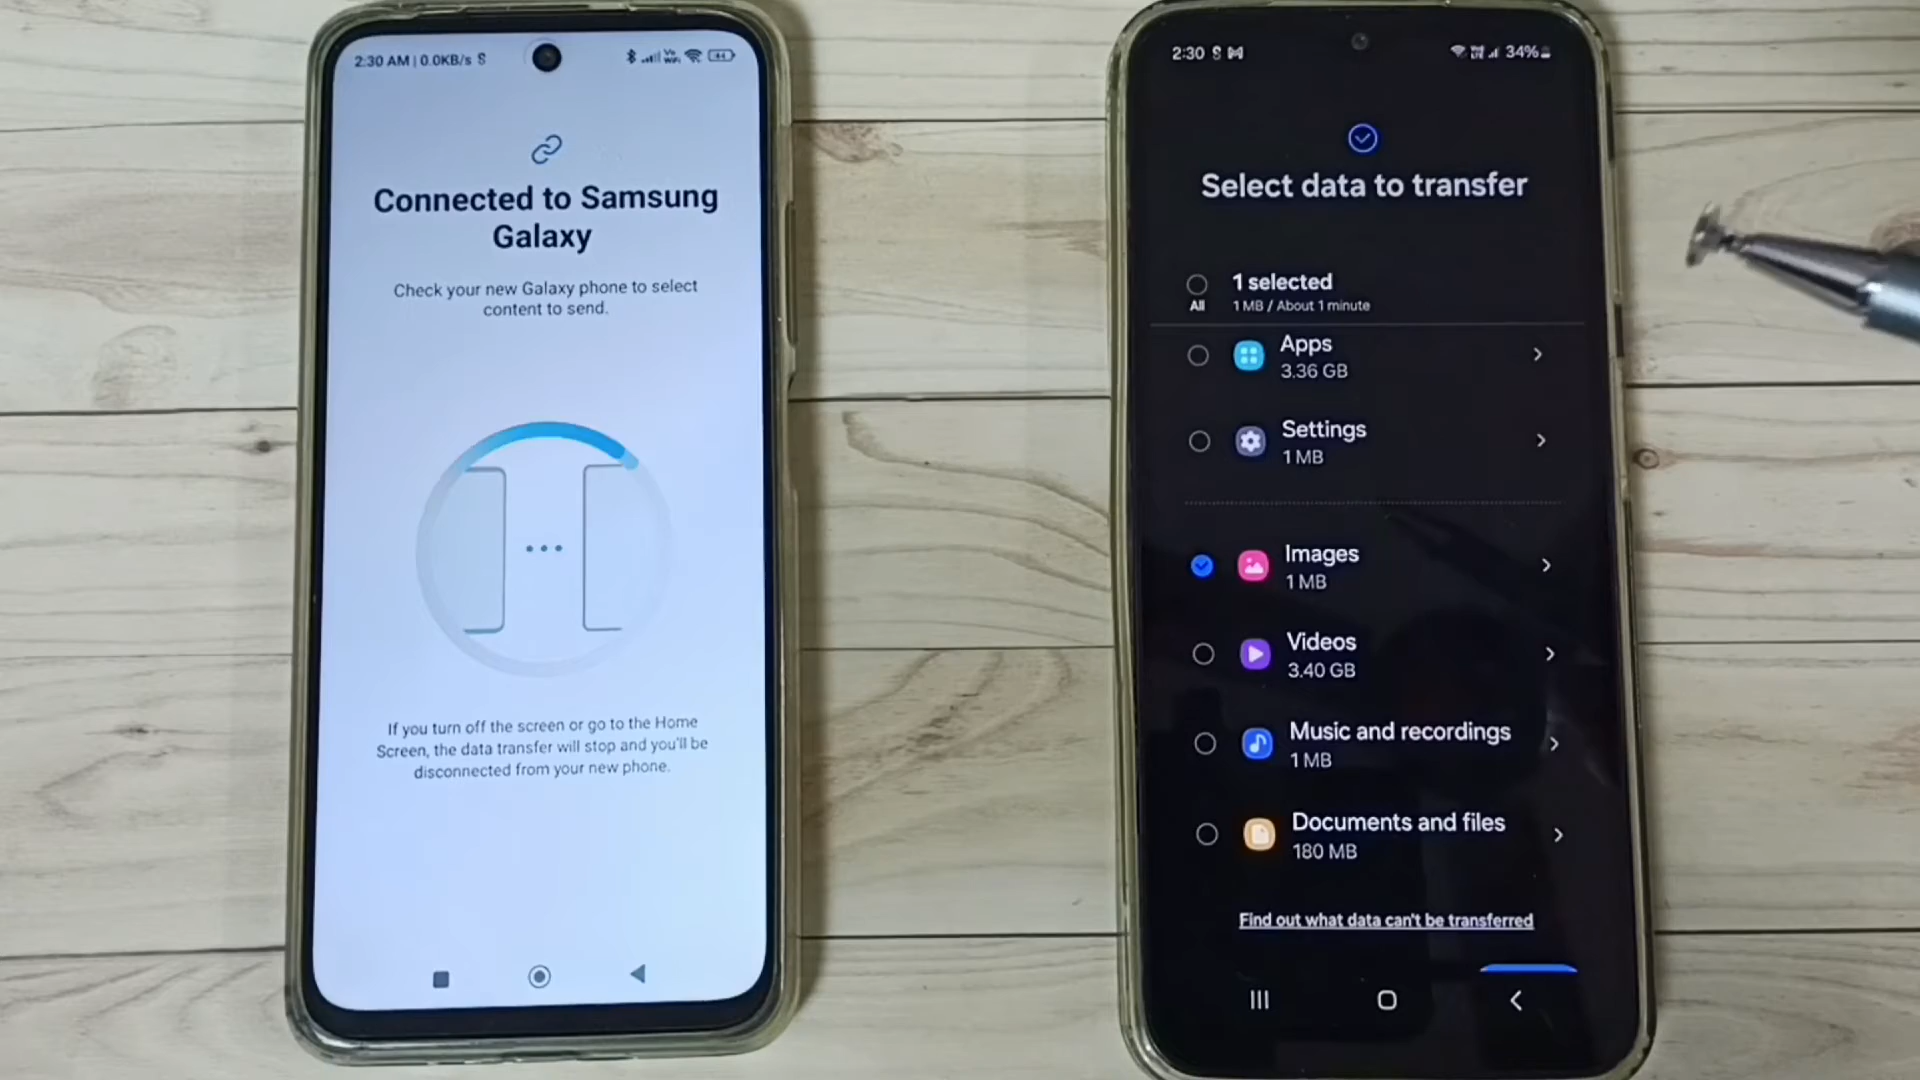 2:30 AM | 0.0KB/s
44
Connected to Samsung
Galaxy
Check your new Galaxy phone to select
content to send.
If you turn off the screen or go to the Home
Screen, the data transfer will stop and you'll be
disconnected from your new phone.
2:30
34%
Select data to transfer
1 selected
All
1 MB / About 1 minute
Apps
3.36 GB
Settings
1 MB
Images
1 MB
Videos
3.40 GB
Music and recordings
1 MB
Documents and files
180 MB
Find out what data can't be transferred